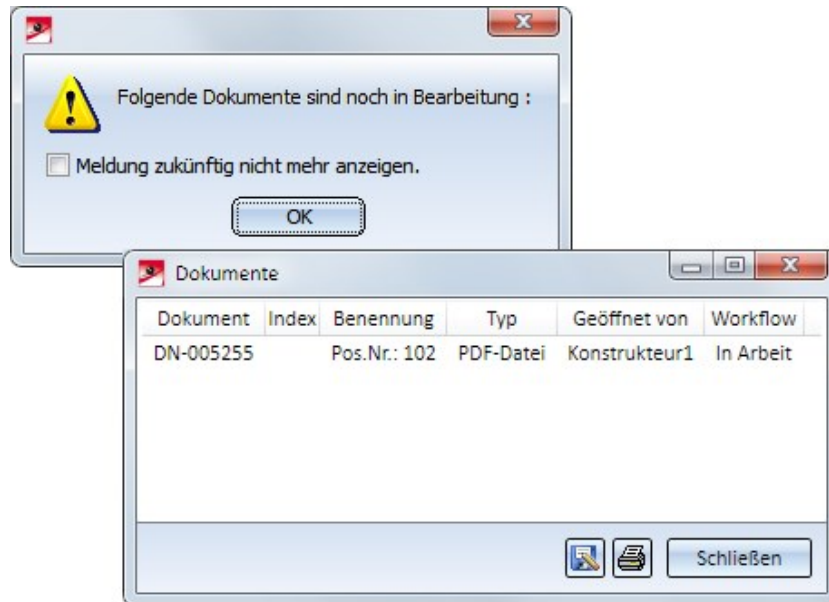 Folgende Dokumente sind noch in Bearbeitung :
Meldung zukünftig nicht mehr anzeigen.
OK
Dokumente
Dokument Index Benennung Typ Geöffnet von Workflow
DN-005255 Pos.Nr.: 102 PDF-Datei Konstrukteur1 In Arbeit
Schließen